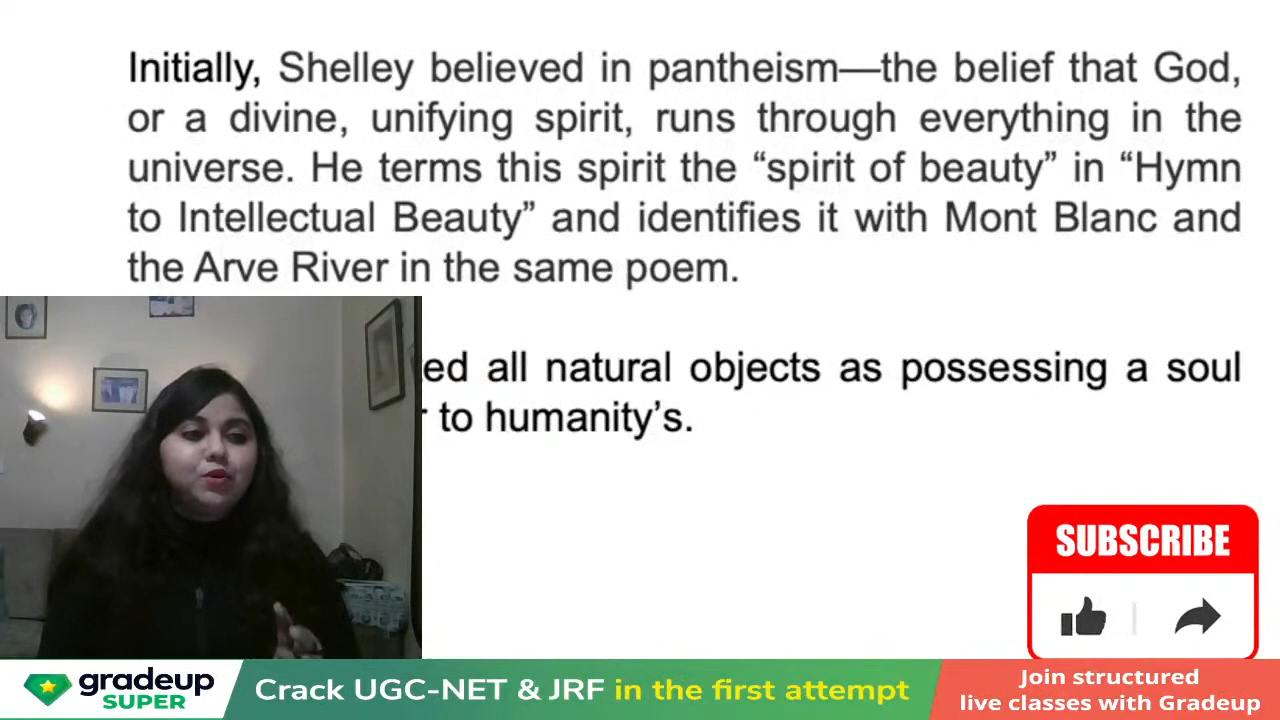 Initially, Shelley believed in pantheism—the belief that God,
or a divine, unifying spirit, runs through everything in the
universe. He terms this spirit the “spirit of beauty” in “Hymn
to Intellectual Beauty” and identifies it with Mont Blanc and
the Arve River in the same poem.
all natural objects as possessing a soul
to humanity’s.
SUBSCRIBE
gradeup
SUPER
Crack UGC-NET & JRF in the first attempt
Join structured
live classes with Gradeup